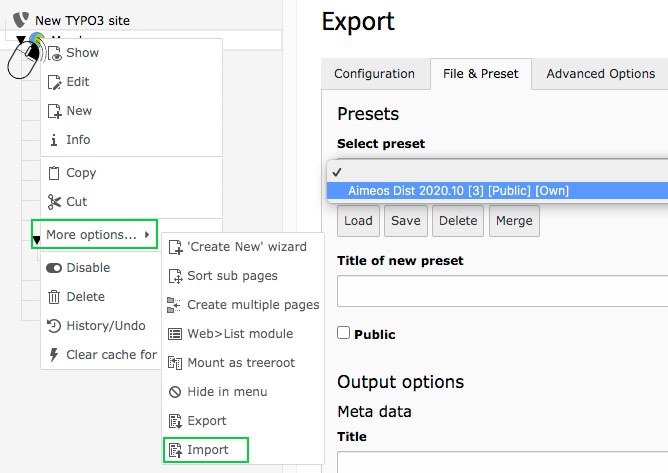 New TYPO3 site
Show
Edit
New
Info
Copy
Cut
More options...
Disable
Delete
History/Undo
Clear cache for
'Create New' wizard
Sort sub pages
Create multiple pages
Web>List module
Mount as treeroot
Hide in menu
Export
Import
Export
Configuration
File & Preset
Advanced Options
Presets
Select preset
Aimeos Dist 2020.10 [3] [Public] [Own]
Load Save Delete Merge
Title of new preset
Public
Output options
Meta data
Title